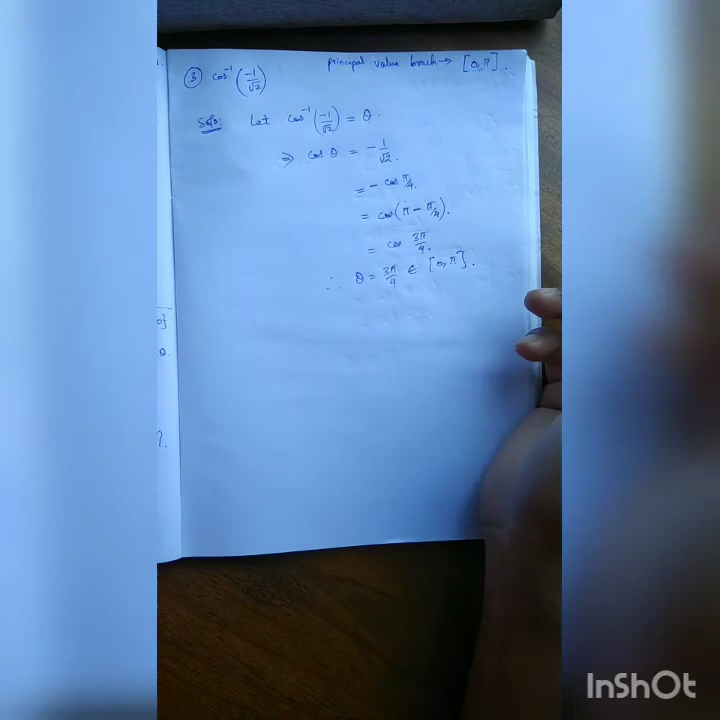 ③ cos⁻¹(-1/√2) principal value branch → [0, π].
Soln: Let cos⁻¹(-1/√2) = θ.
⇒ cos θ = -1/√2.
= - cos π/4.
= cos(π - π/4).
= cos 3π/4.
∴ θ = 3π/4 ∈ [0, π].
0}
θ.
InShOt